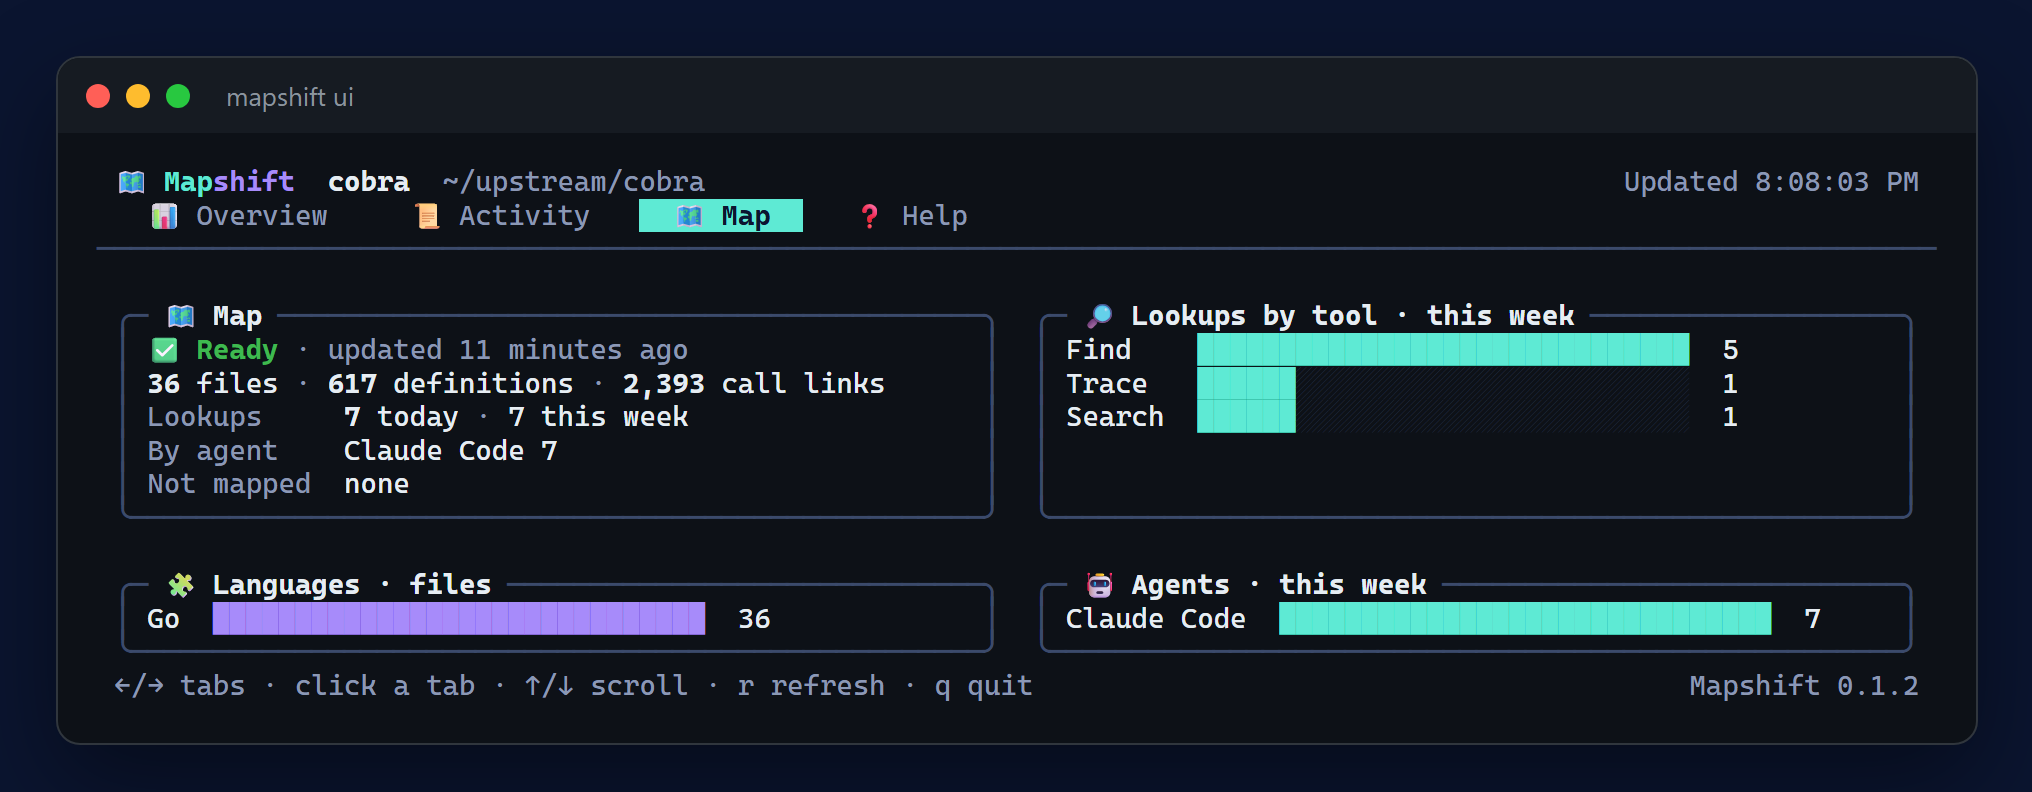 mapshift ui
Mapshift cobra ~/upstream/cobra Updated 8:08:03 PM
Overview Activity Map Help
Map
Ready · updated 11 minutes ago
36 files · 617 definitions · 2,393 call links
Lookups 7 today · 7 this week
By agent Claude Code 7
Not mapped none
Lookups by tool · this week
Find 5
Trace 1
Search 1
Languages · files
Go 36
Agents · this week
Claude Code 7
←/→ tabs · click a tab · ↑/↓ scroll · r refresh · q quit Mapshift 0.1.2